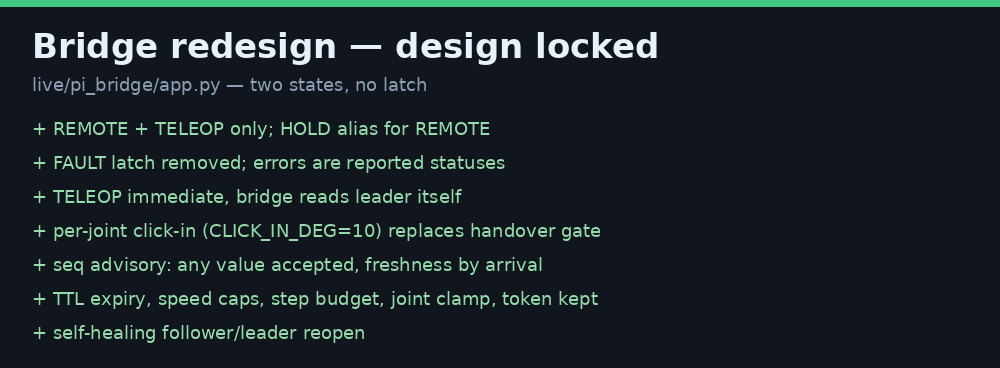 Bridge redesign — design locked
live/pi_bridge/app.py — two states, no latch
+ REMOTE + TELEOP only; HOLD alias for REMOTE
+ FAULT latch removed; errors are reported statuses
+ TELEOP immediate, bridge reads leader itself
+ per-joint click-in (CLICK_IN_DEG=10) replaces handover gate
+ seq advisory: any value accepted, freshness by arrival
+ TTL expiry, speed caps, step budget, joint clamp, token kept
+ self-healing follower/leader reopen